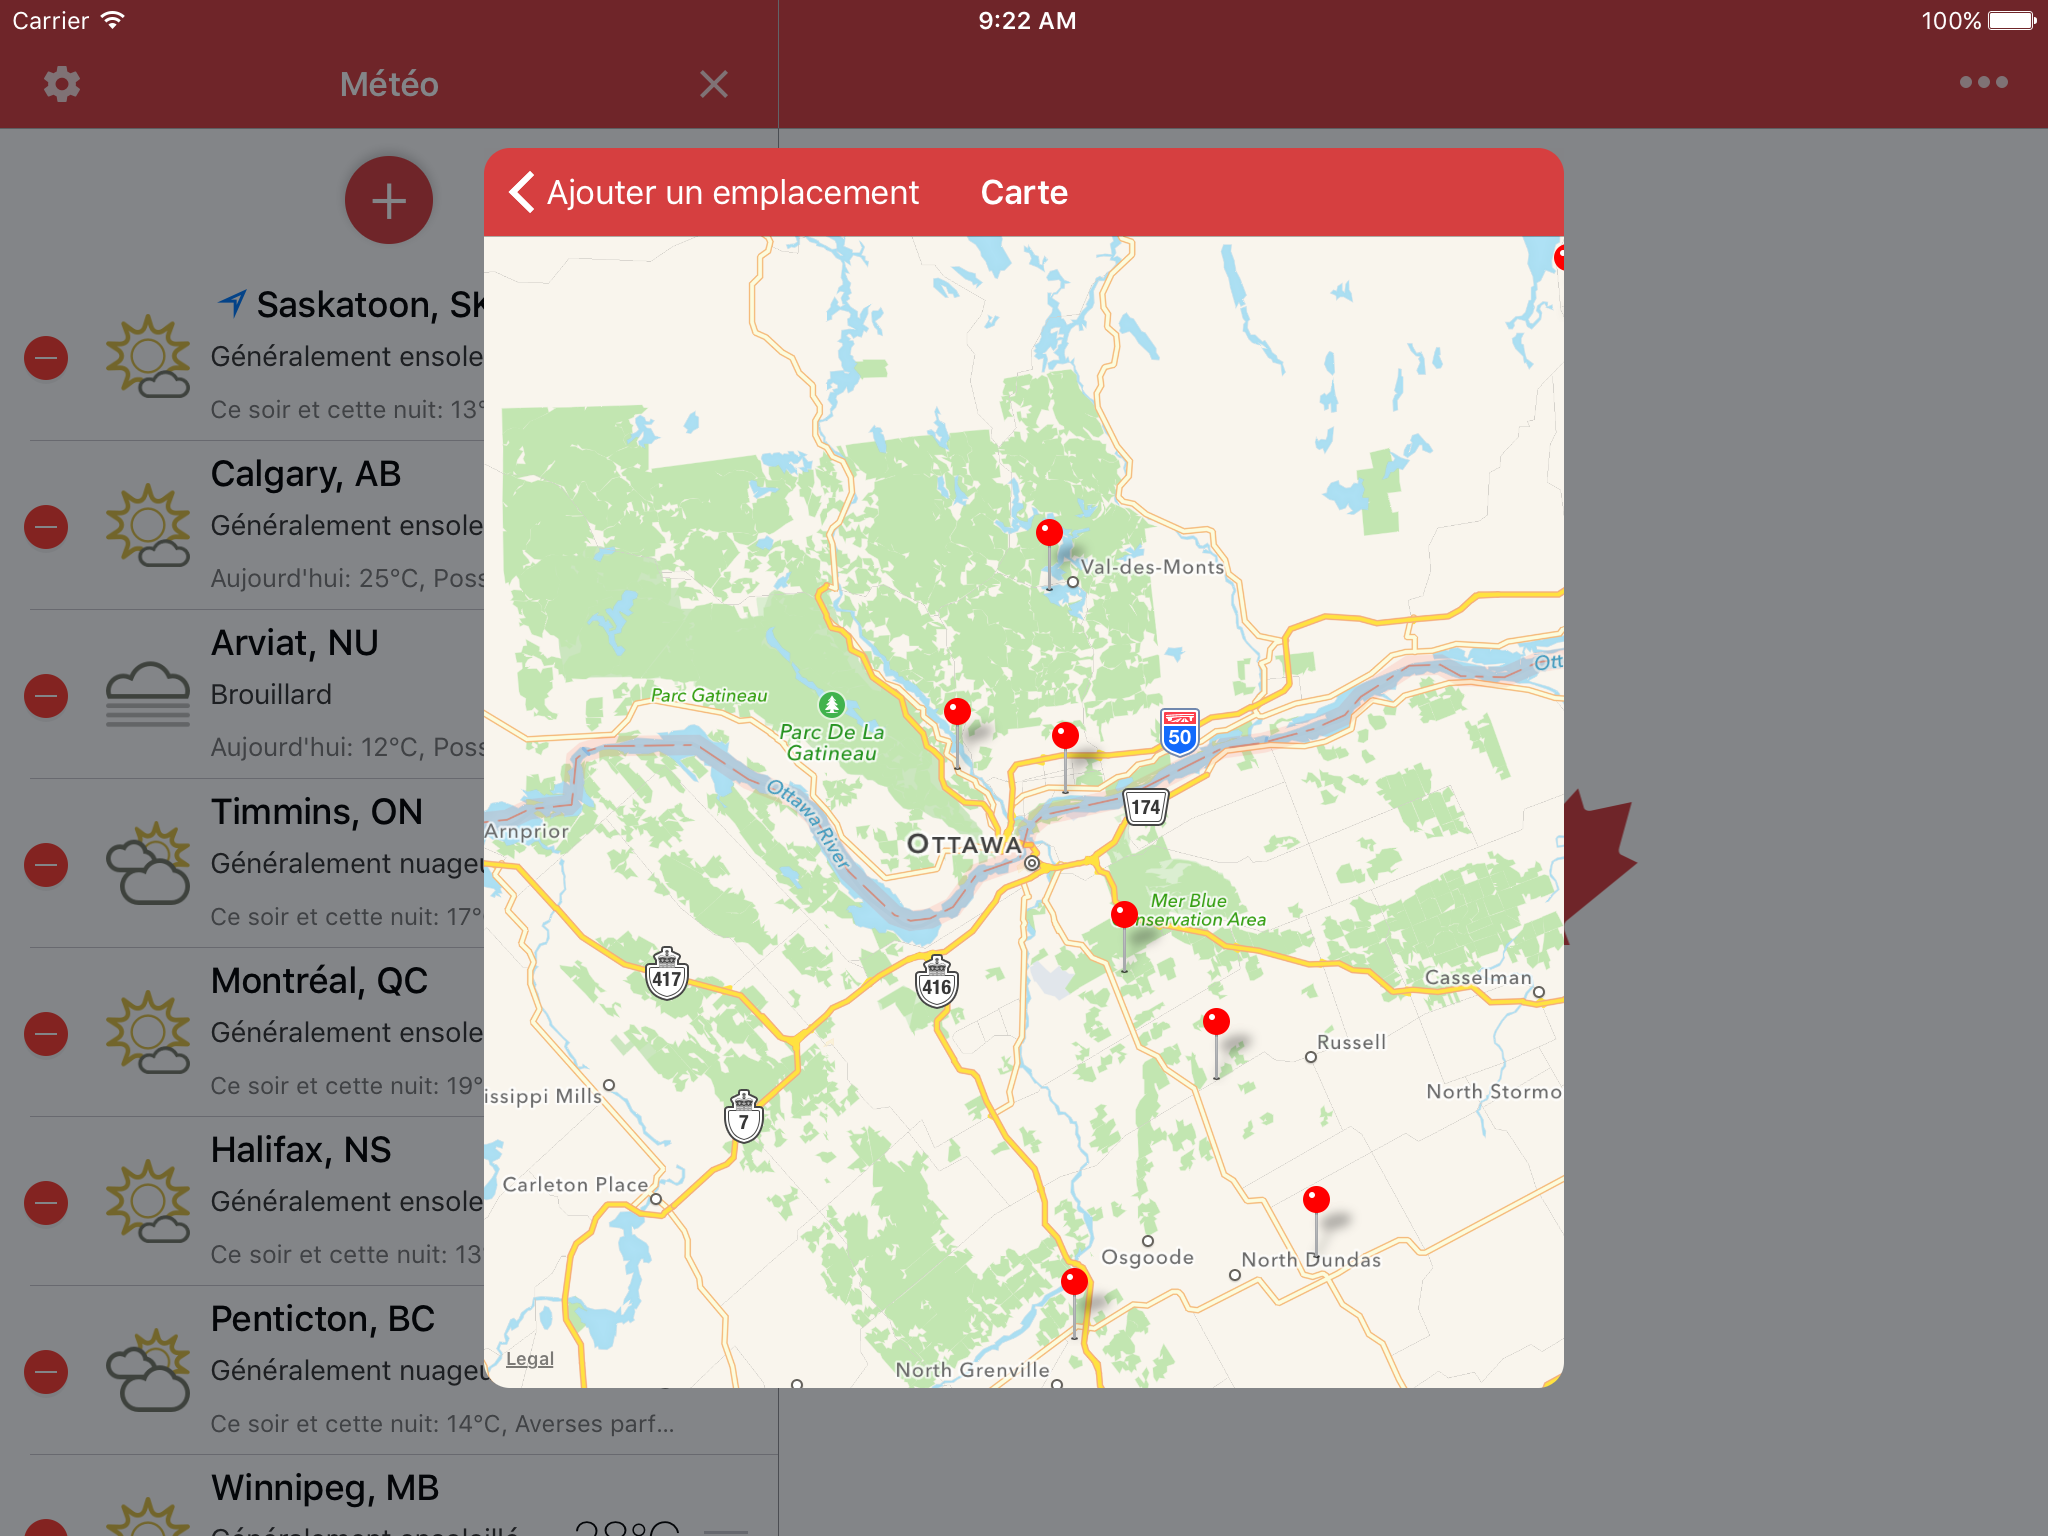 Carrier 9:22 AM 100%
Météo
Ajouter un emplacement Carte
Saskatoon, SK
Généralement ensole
Ce soir et cette nuit: 13°
Calgary, AB
Généralement ensole
Aujourd'hui: 25°C, Poss
Arviat, NU
Brouillard
Aujourd'hui: 12°C, Poss
Timmins, ON
Généralement nuageu
Ce soir et cette nuit: 17°
Montréal, QC
Généralement ensole
Ce soir et cette nuit: 19°
Halifax, NS
Généralement ensole
Ce soir et cette nuit: 13
Penticton, BC
Généralement nuageu
Ce soir et cette nuit: 14°C, Averses parf...
Winnipeg, MB
Généralement ensoleillé
28°C
Val-des-Monts
Ott
Parc Gatineau
Parc De La
Gatineau
50
Ottawa River
174
Arnprior
OTTAWA
Mer Blue
nservation Area
417
416
Casselman
Russell
issippi Mills
North Stormo
7
Carleton Place
Osgoode
North Dundas
Legal
North Grenville